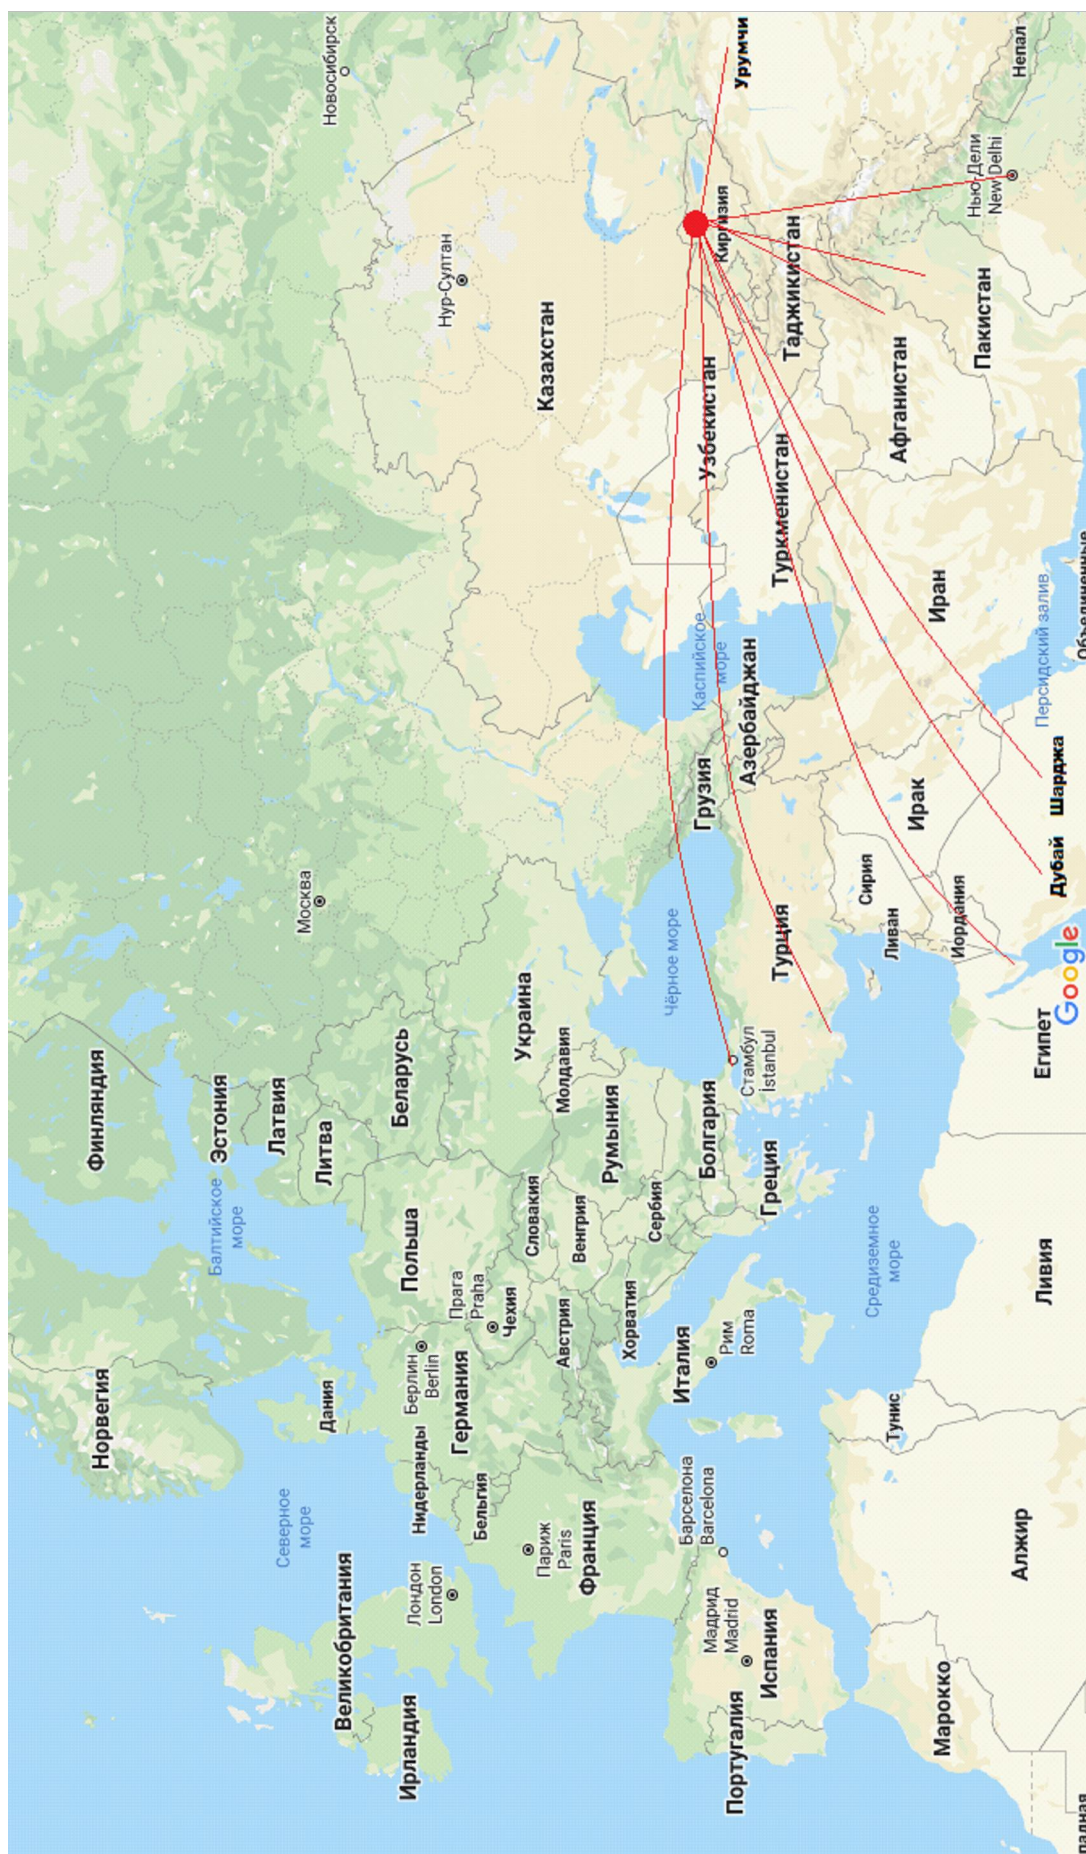 Норвегия
Финляндия
Балтийское
море
Эстония
Латвия
Северное
море
Москва
Литва
Дания
Новосибирск
Великобритания
Беларусь
Ирландия
Польша
Берлин
Berlin
Лондон
London
Нидерланды
Нур-Султан
Прага
Praha
Германия
Бельгия
Чехия
Украина
Словакия
Париж
Paris
Казахстан
Австрия
Молдавия
Венгрия
Франция
Румыния
Хорватия
Сербия
Чёрное море
Италия
Барселона
Barcelona
Каспийское
море
Грузия
Болгария
Узбекистан
Мадрид
Madrid
Киргизия
Рим
Roma
Португалия
Урумчи
Стамбул
İstanbul
Азербайджан
Испания
Греция
Турция
Туркменистан
Таджикистан
Сирия
Средиземное
море
Тунис
Ливан
Афганистан
Ирак
Иран
Марокко
Иордания
Нью-Дели
New Delhi
Пакистан
Алжир
Непал
Ливия
Египет
Персидский залив
Дубай
Шарджа
Google
Объединенные